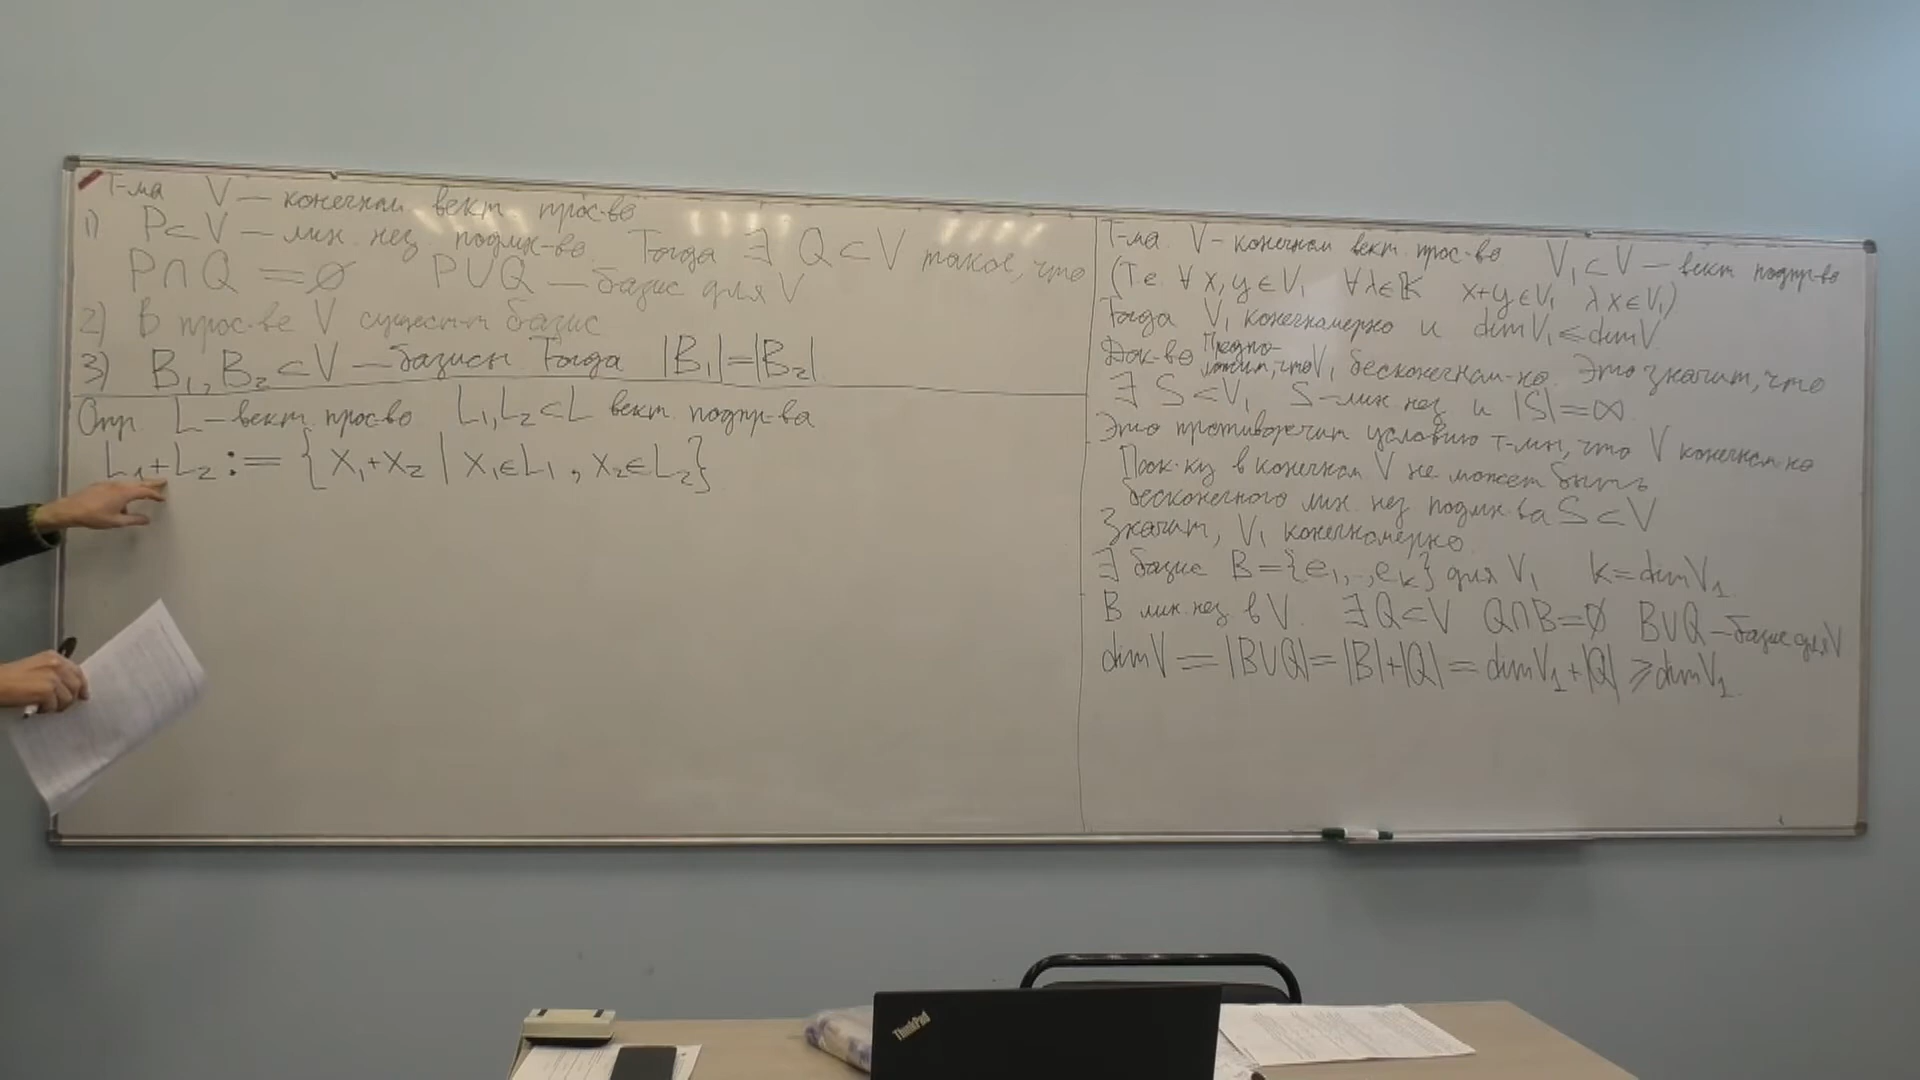 Т-ма V — конечном. вект. прос-во
1) P⊂V — лин. нез. подмн-во. Тогда ∃ Q⊂V такое, что
P∩Q = ∅ P∪Q — базис для V
2) В прос-ве V сущест-т базис
3) B₁, B₂ ⊂ V — базисы Тогда |B₁|=|B₂|
Опр. L — вект. прос-во L₁, L₂ ⊂ L вект. подпр-ва
L₁+L₂ := { x₁+x₂ | x₁∈L₁, x₂∈L₂ }
Т-ма. V — конечном вект. прос-во V₁⊂V — вект подпр-во
(Т.е. ∀ x, y ∈ V₁ ∀ λ∈K x+y∈V₁ λx∈V₁)
Тогда V₁ конечномерно и dim V₁ ≤ dim V
Док-во Предположим, что V₁ бесконечном-но. Это значит, что
∃ S⊂V₁ S — лин. нез и |S|=∞.
Это противоречит условию т-мы, что V конечном-но
Поск-ку в конечном V не может быть
бесконечного лин. нез подмн-ва S⊂V
Значит, V₁ конечномерно
∃ базис B={e₁,..,eₖ} для V₁ k=dim V₁
B лин. нез в V. ∃Q⊂V Q∩B=∅ B∪Q — базис для V
dim V = |B∪Q| = |B|+|Q| = dim V₁+|Q| ⩾ dim V₁.
ThinkPad